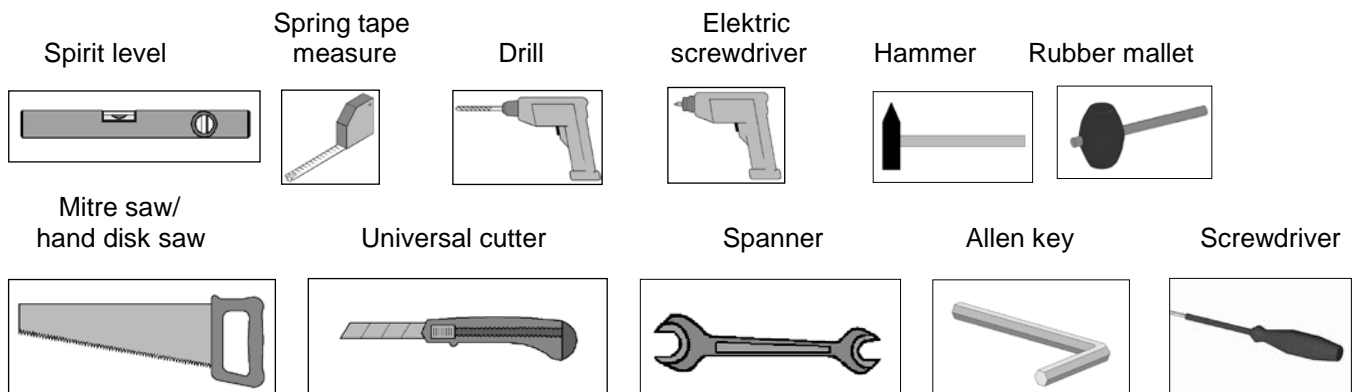 Spirit level
Spring tape
measure
Drill
Elektric
screwdriver
Hammer
Rubber mallet
Mitre saw/
hand disk saw
Universal cutter
Spanner
Allen key
Screwdriver